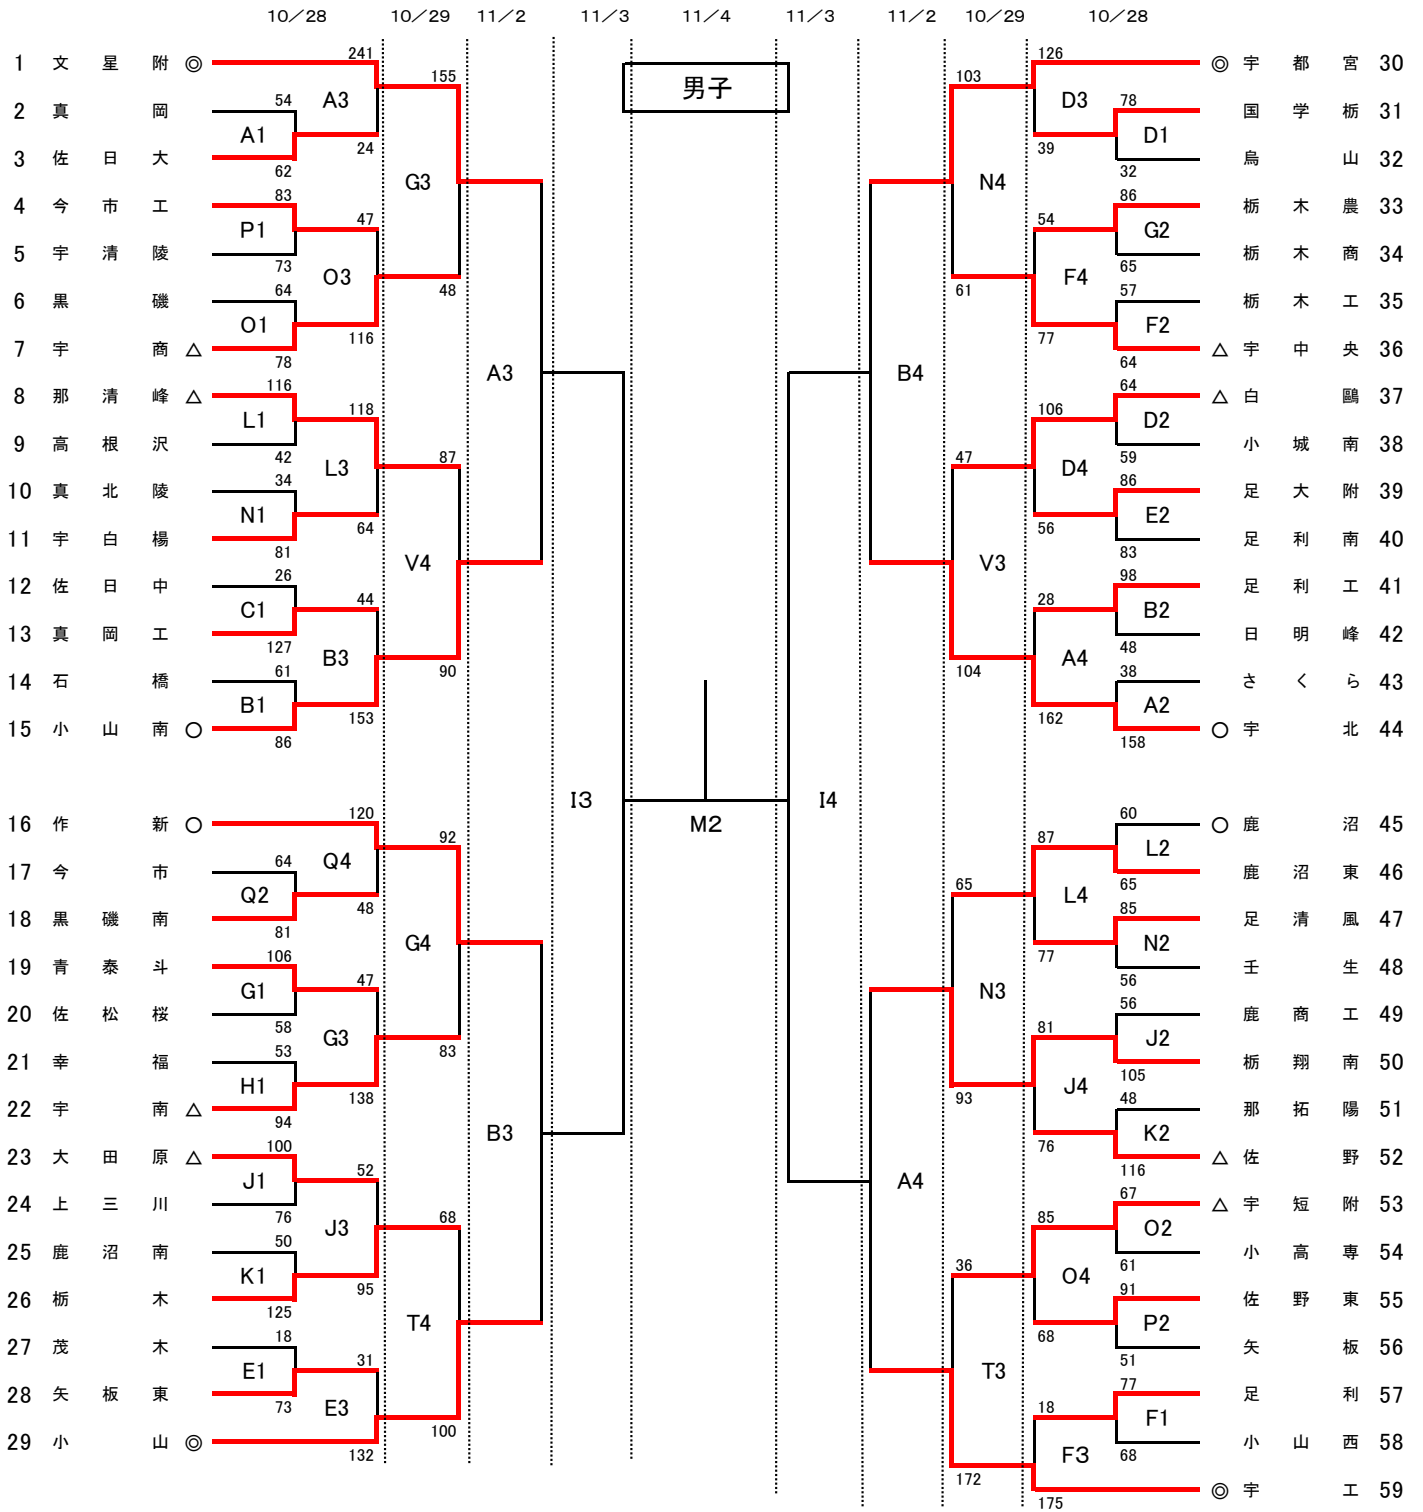 10/28 10/29 11/2 11/3 11/4 11/3 11/2 10/29 10/28
男子
1 文星附 ◎
2 真岡
3 佐日大
4 今市工
5 宇清陵
6 黒磯
7 宇商 △
8 那清峰 △
9 高根沢
10 真北陵
11 宇白楊
12 佐日中
13 真岡工
14 石橋
15 小山南 ○
16 作新 ○
17 今市
18 黒磯南
19 青泰斗
20 佐松桜
21 幸福
22 宇南 △
23 大田原 △
24 上三川
25 鹿沼南
26 栃木
27 茂木
28 矢板東
29 小山 ◎
241
54
A3
A1
24
62
83
47
P1
73
O3
64
O1
116
78
116
118
L1
42
L3
34
N1
64
81
26
44
C1
127
B3
61
B1
153
86
120
64
Q4
Q2
48
81
106
47
G1
58
G3
53
H1
138
94
100
52
J1
76
J3
50
K1
95
125
18
31
E1
73
E3
132
155
G3
48
87
V4
90
92
G4
83
68
T4
100
A3
B3
I3
M2
I4
B4
A4
103
N4
61
47
V3
104
65
N3
93
36
T3
172
126
D3
78
D1
39
32
86
54
G2
65
F4
57
F2
77
64
64
106
D2
59
D4
86
E2
56
83
98
28
B2
48
A4
38
A2
162
158
60
87
L2
65
L4
85
N2
77
56
56
81
J2
105
J4
48
K2
76
116
67
85
O2
61
O4
91
P2
68
51
77
18
F1
68
F3
175
◎ 宇都宮 30
国学栃 31
烏山 32
栃木農 33
栃木商 34
栃木工 35
△ 宇中央 36
△ 白鷗 37
小城南 38
足大附 39
足利南 40
足利工 41
日明峰 42
さくら 43
○ 宇北 44
○ 鹿沼 45
鹿沼東 46
足清風 47
壬生 48
鹿商工 49
栃翔南 50
那拓陽 51
△ 佐野 52
△ 宇短附 53
小高専 54
佐野東 55
矢板 56
足利 57
小山西 58
◎ 宇工 59